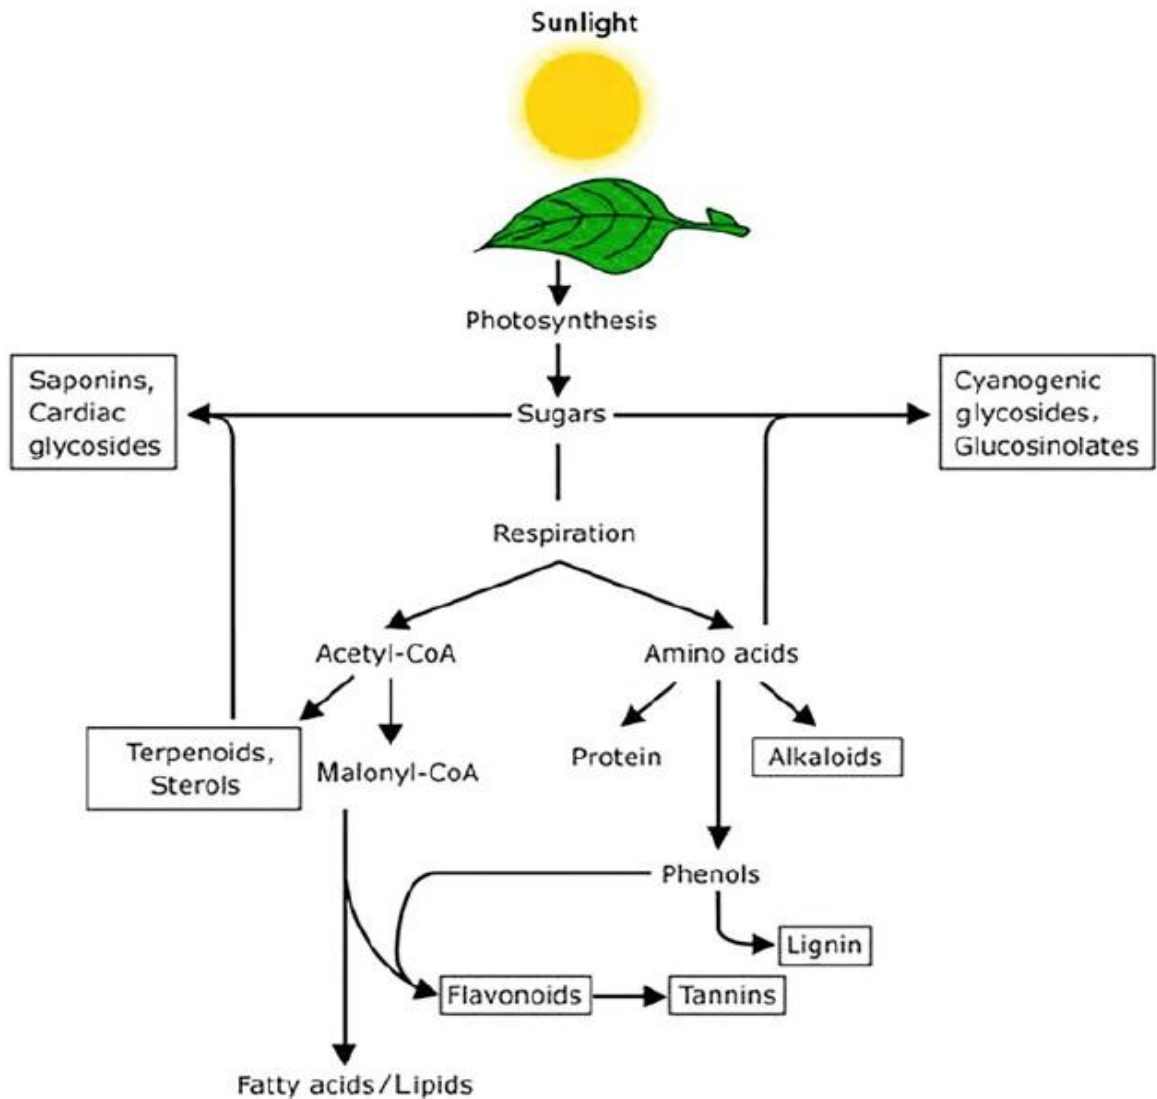 Sunlight
Photosynthesis
Saponins,
Cardiac
glycosides
Sugars
Cyanogenic
glycosides,
Glucosinolates
Respiration
Acetyl-CoA
Amino acids
Terpenoids,
Sterols
Malonyl-CoA
Protein
Alkaloids
Phenols
Lignin
Flavonoids
Tannins
Fatty acids/Lipids